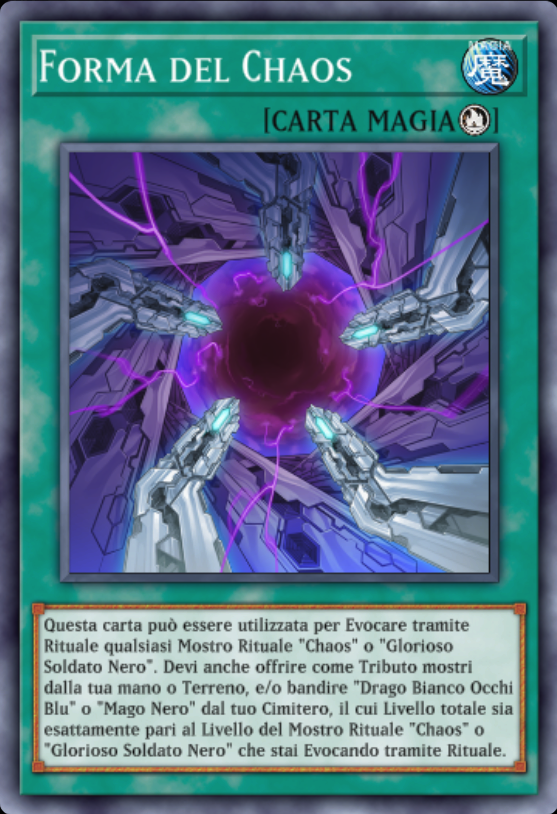 Forma del Chaos
MAGIA
魔
[CARTA MAGIA]
Questa carta può essere utilizzata per Evocare tramite
Rituale qualsiasi Mostro Rituale "Chaos" o "Glorioso
Soldato Nero". Devi anche offrire come Tributo mostri
dalla tua mano o Terreno, e/o bandire "Drago Bianco Occhi
Blu" o "Mago Nero" dal tuo Cimitero, il cui Livello totale sia
esattamente pari al Livello del Mostro Rituale "Chaos" o
"Glorioso Soldato Nero" che stai Evocando tramite Rituale.